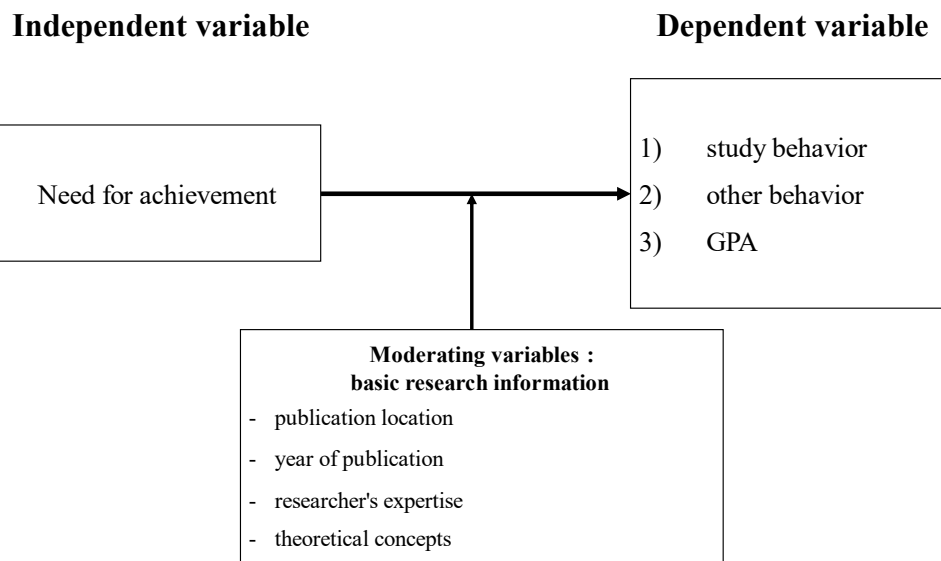 Independent variable
Dependent variable
Need for achievement
1) study behavior
2) other behavior
3) GPA
Moderating variables :
basic research information
- publication location
- year of publication
- researcher's expertise
- theoretical concepts